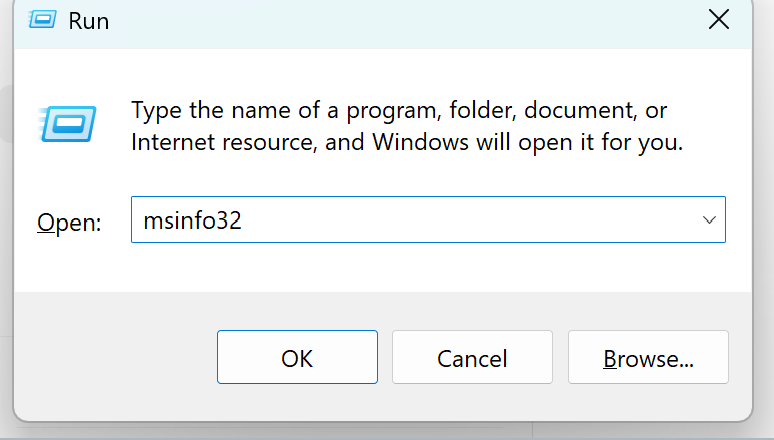 Run
Type the name of a program, folder, document, or
Internet resource, and Windows will open it for you.
Open: msinfo32
OK Cancel Browse...